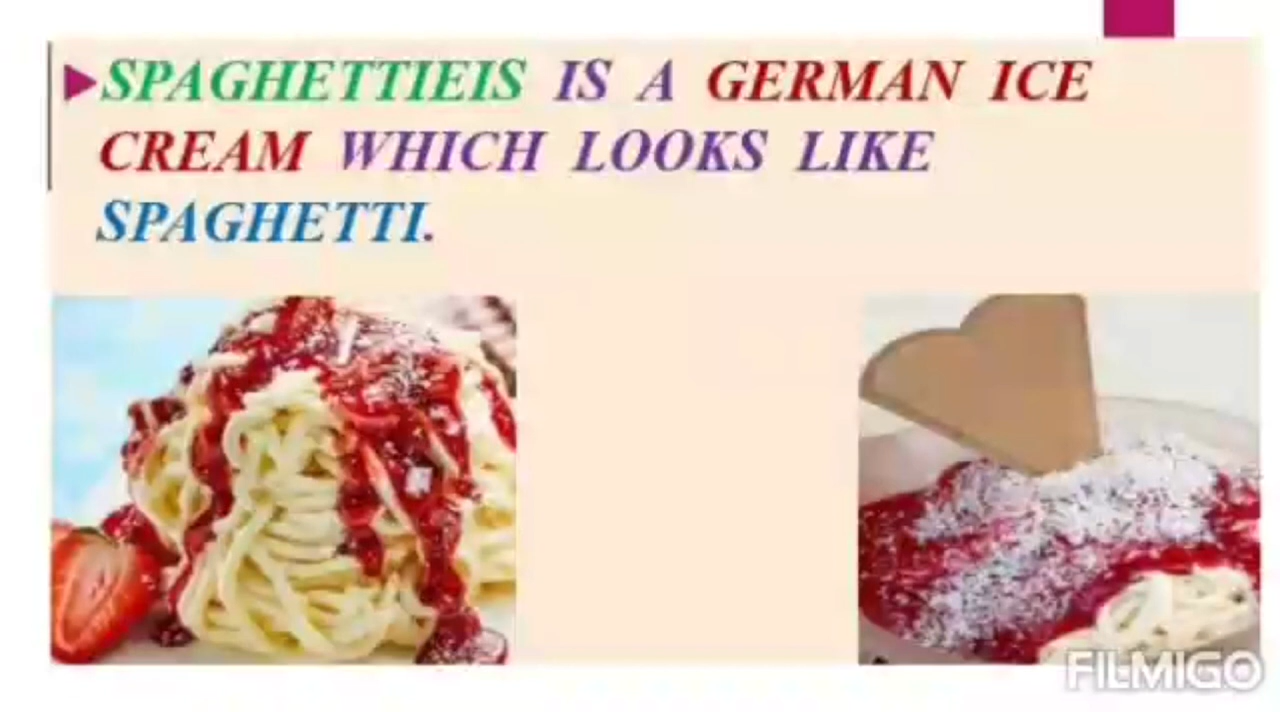 SPAGHETTIEIS IS A GERMAN ICE
CREAM WHICH LOOKS LIKE
SPAGHETTI.
FILMIGO